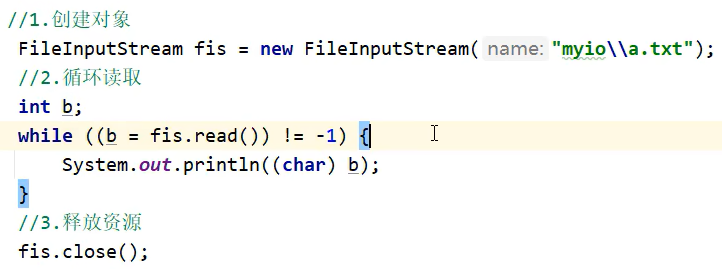 //1.创建对象
FileInputStream fis = new FileInputStream( name: "myio\\a.txt");
//2.循环读取
int b;
while ((b = fis.read()) != -1) {
    System.out.println((char) b);
}
//3.释放资源
fis.close();